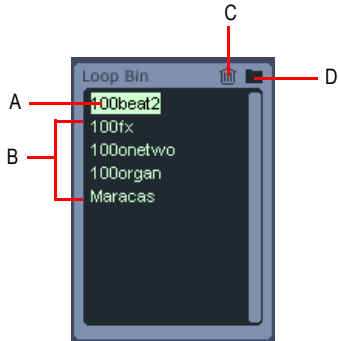 C
Loop Bin
D
A
100beat2
B
100fx
100onetwo
100organ
Maracas